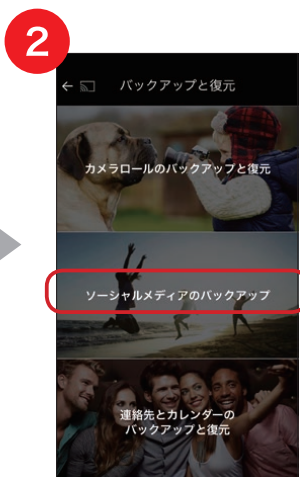 2
バックアップと復元
カメラロールのバックアップと復元
ソーシャルメディアのバックアップ
連絡先とカレンダーの
バックアップと復元